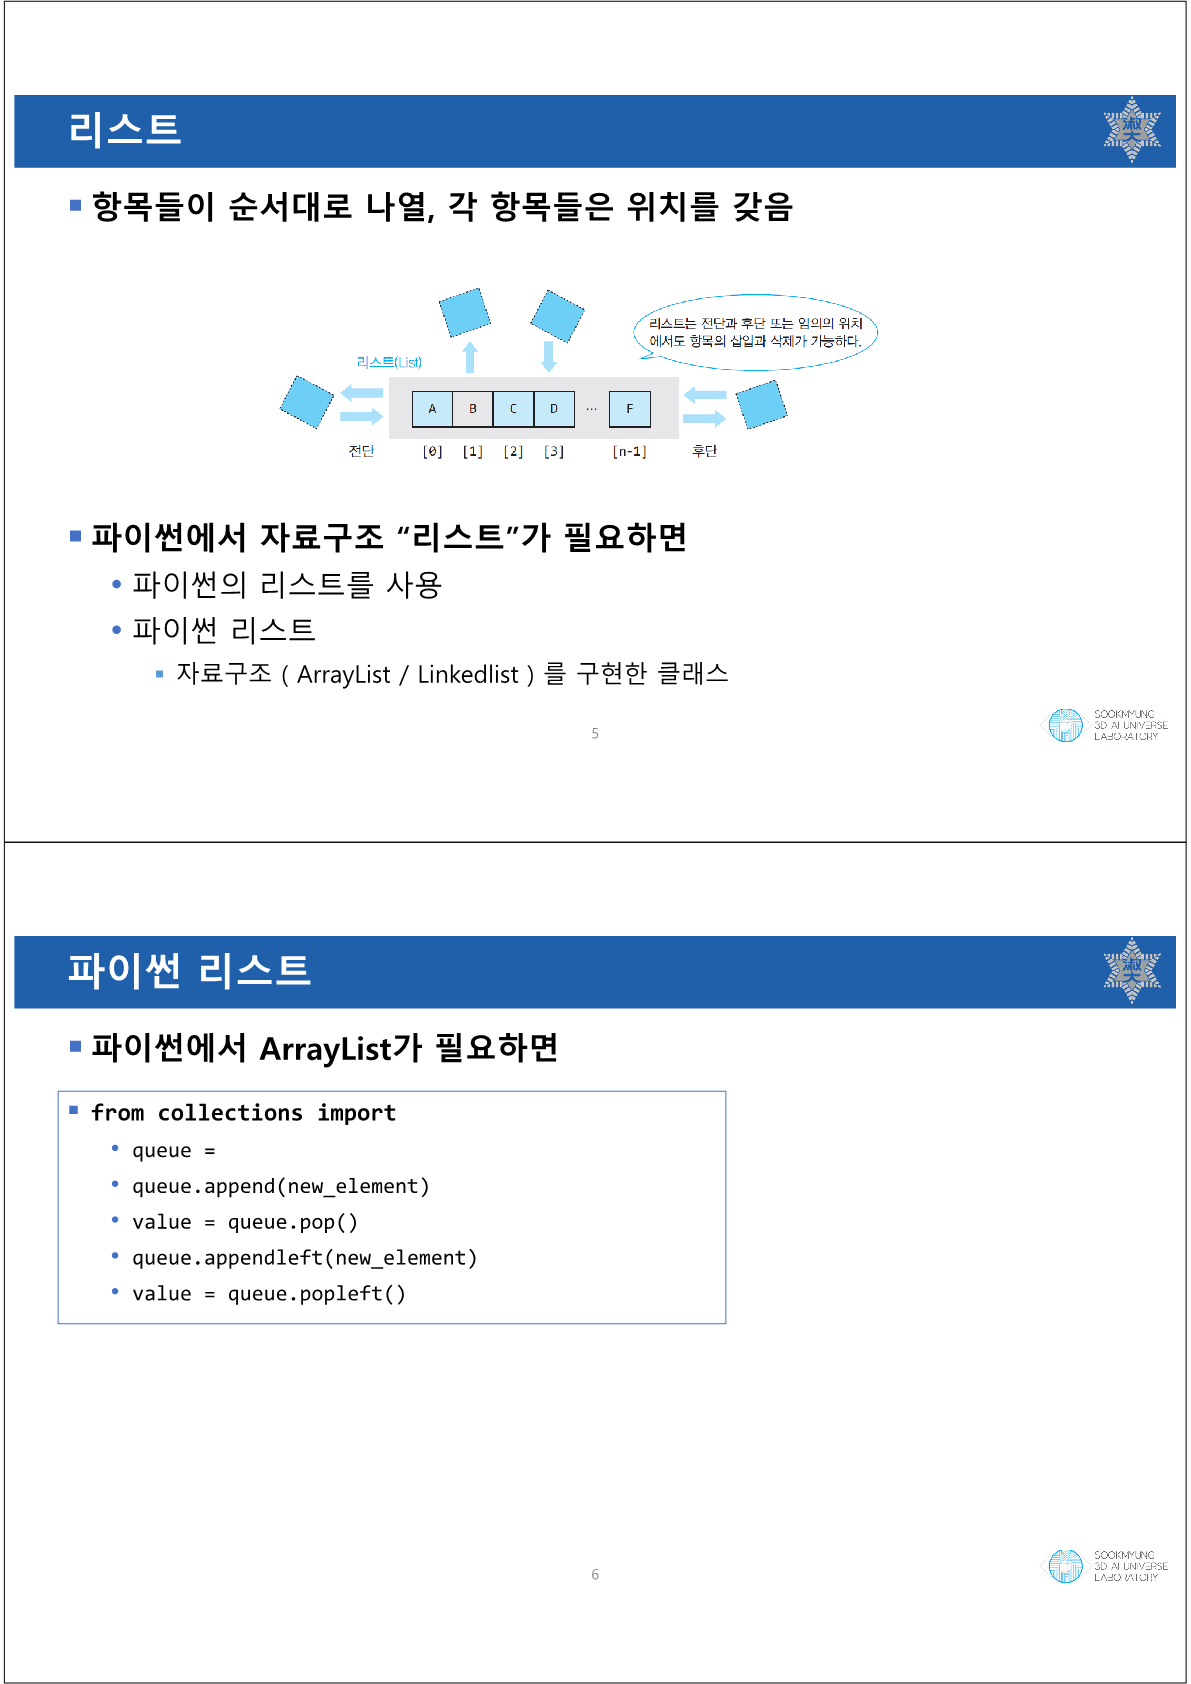 리스트
항목들이 순서대로 나열, 각 항목들은 위치를 갖음
리스트는 전단과 후단 또는 임의의 위치
에서도 항목의 삽입과 삭제가 가능하다.
리스트(List)
A B C D ... F
전단 [0] [1] [2] [3] [n-1] 후단
파이썬에서 자료구조 “리스트”가 필요하면
파이썬의 리스트를 사용
파이썬 리스트
자료구조 ( ArrayList / Linkedlist ) 를 구현한 클래스
5
SOOKMYUNG
3D AI UNIVERSE
LABORATORY
파이썬 리스트
파이썬에서 ArrayList가 필요하면
from collections import
queue =
queue.append(new_element)
value = queue.pop()
queue.appendleft(new_element)
value = queue.popleft()
6
SOOKMYUNG
3D AI UNIVERSE
LABORATORY